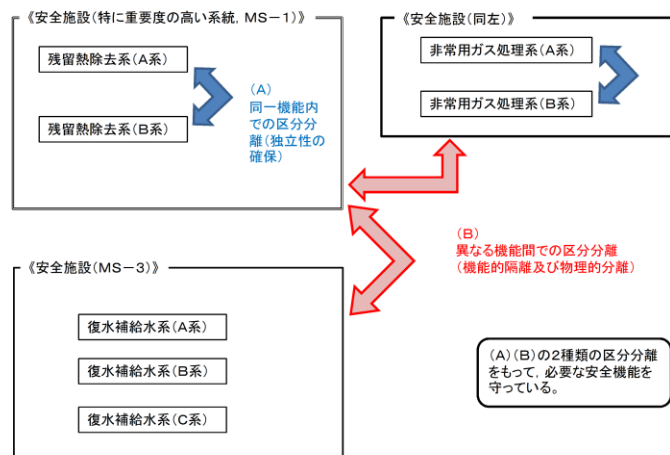 《安全施設(特に重要度の高い系統,MS-1)》
残留熱除去系(A系)
残留熱除去系(B系)
(A)
同一機能内
での区分分
離(独立性の
確保)
《安全施設(同左)》
非常用ガス処理系(A系)
非常用ガス処理系(B系)
(B)
異なる機能間での区分分離
(機能的隔離及び物理的分離)
《安全施設(MS-3)》
復水補給水系(A系)
復水補給水系(B系)
復水補給水系(C系)
(A)(B)の2種類の区分分離
をもって,必要な安全機能を
守っている。